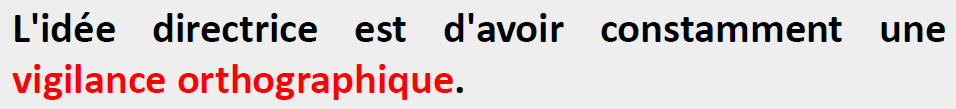 L'idée directrice est d'avoir constamment une
vigilance orthographique.